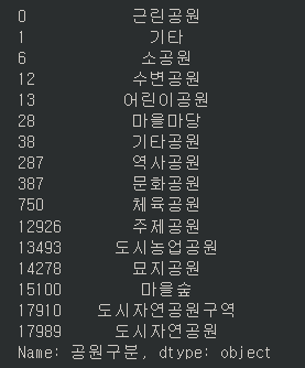 0 근린공원
1 기타
6 소공원
12 수변공원
13 어린이공원
28 마을마당
38 기타공원
287 역사공원
387 문화공원
750 체육공원
12926 주제공원
13493 도시농업공원
14278 묘지공원
15100 마을숲
17910 도시자연공원구역
17989 도시자연공원
Name: 공원구분, dtype: object